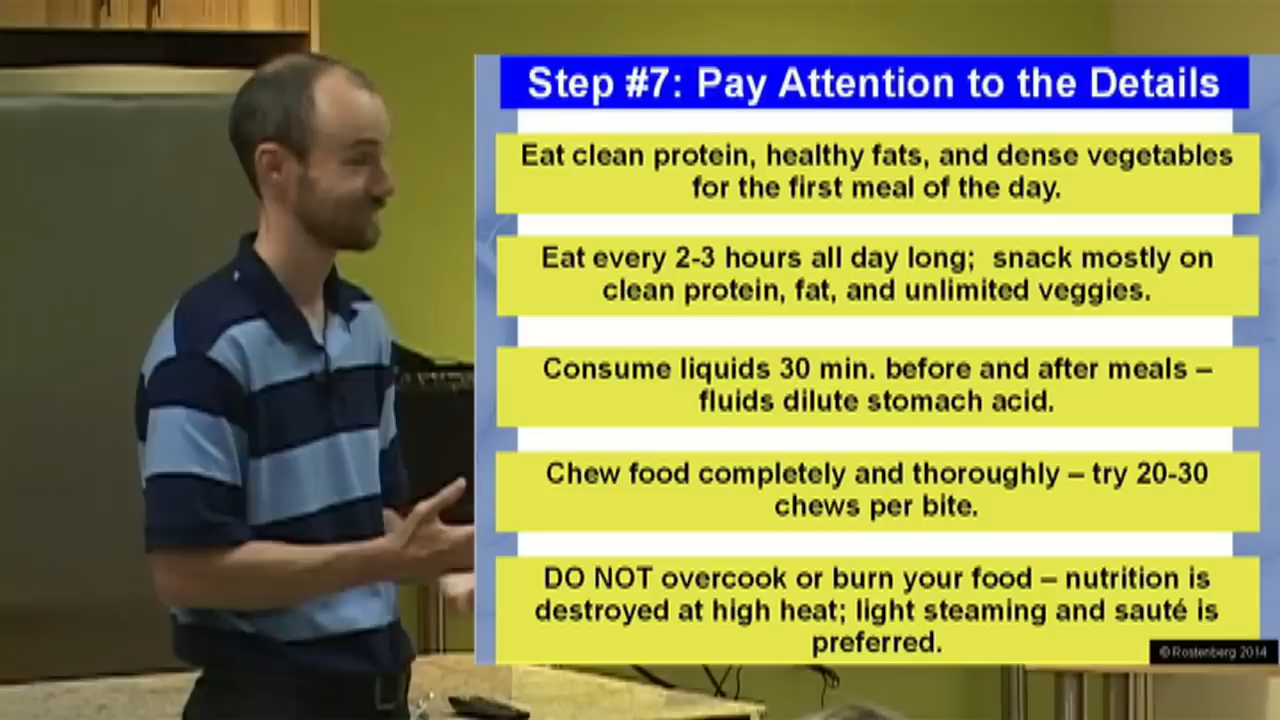 Step #7: Pay Attention to the Details
Eat clean protein, healthy fats, and dense vegetables
for the first meal of the day.
Eat every 2-3 hours all day long;  snack mostly on
clean protein, fat, and unlimited veggies.
Consume liquids 30 min. before and after meals –
fluids dilute stomach acid.
Chew food completely and thoroughly – try 20-30
chews per bite.
DO NOT overcook or burn your food – nutrition is
destroyed at high heat; light steaming and sauté is
preferred.
© Rostenberg 2014